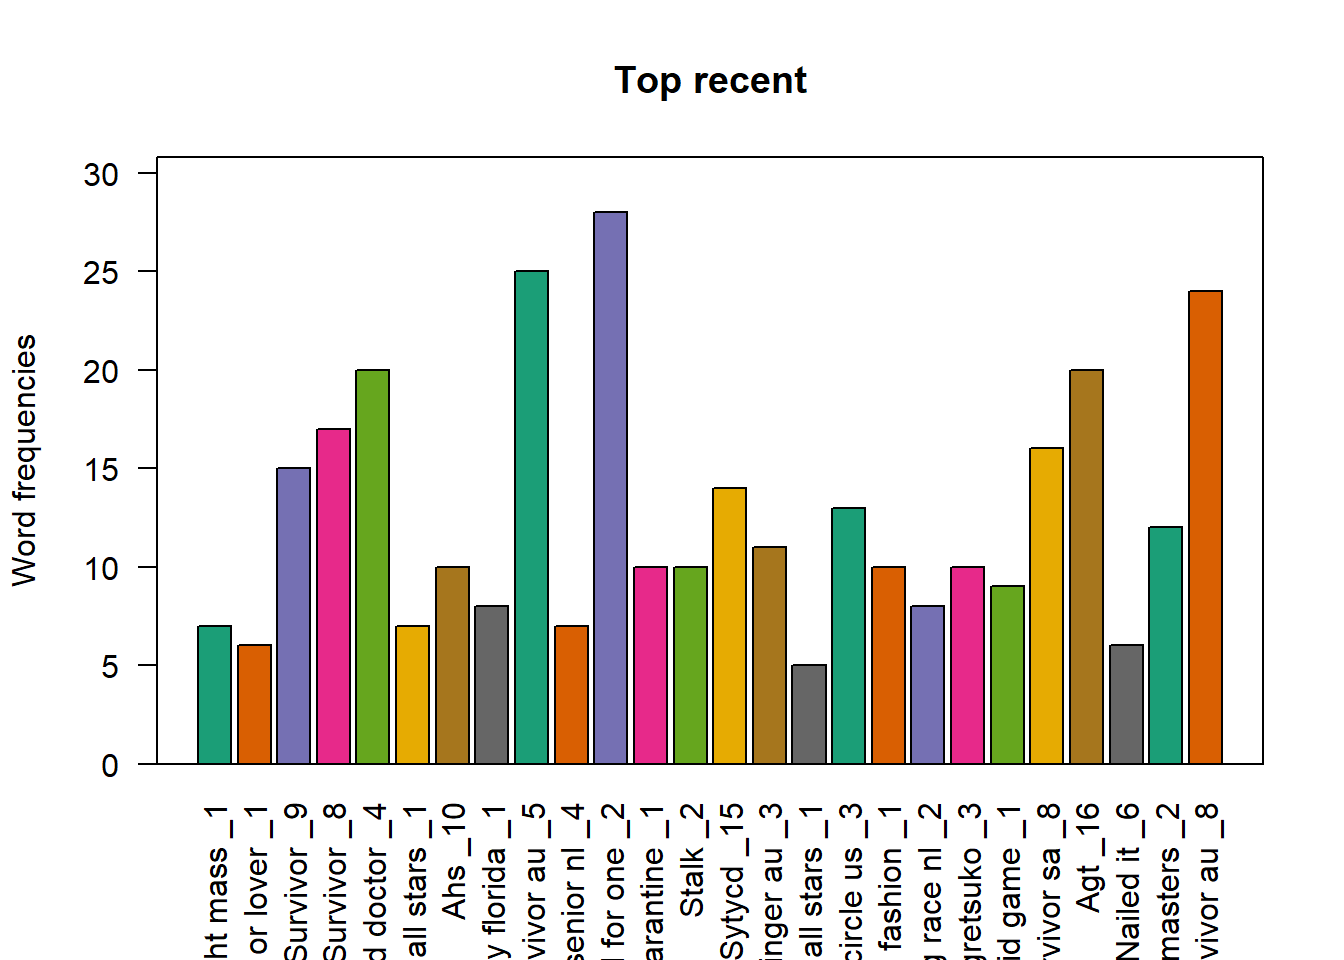 Top recent
Word frequencies
30
25
20
15
10
5
0
ht mass _1
or lover _1
Survivor _9
Survivor _8
d doctor _4
all stars _1
Ahs _10
y florida _1
vivor au _5
senior nl _4
l for one _2
arantine _1
Stalk _2
Sytycd _15
inger au _3
all stars _1
circle us _3
fashion _1
g race nl _2
gretsuko _3
id game _1
rvivor sa _8
Agt _16
Nailed it _6
masters _2
vivor au _8